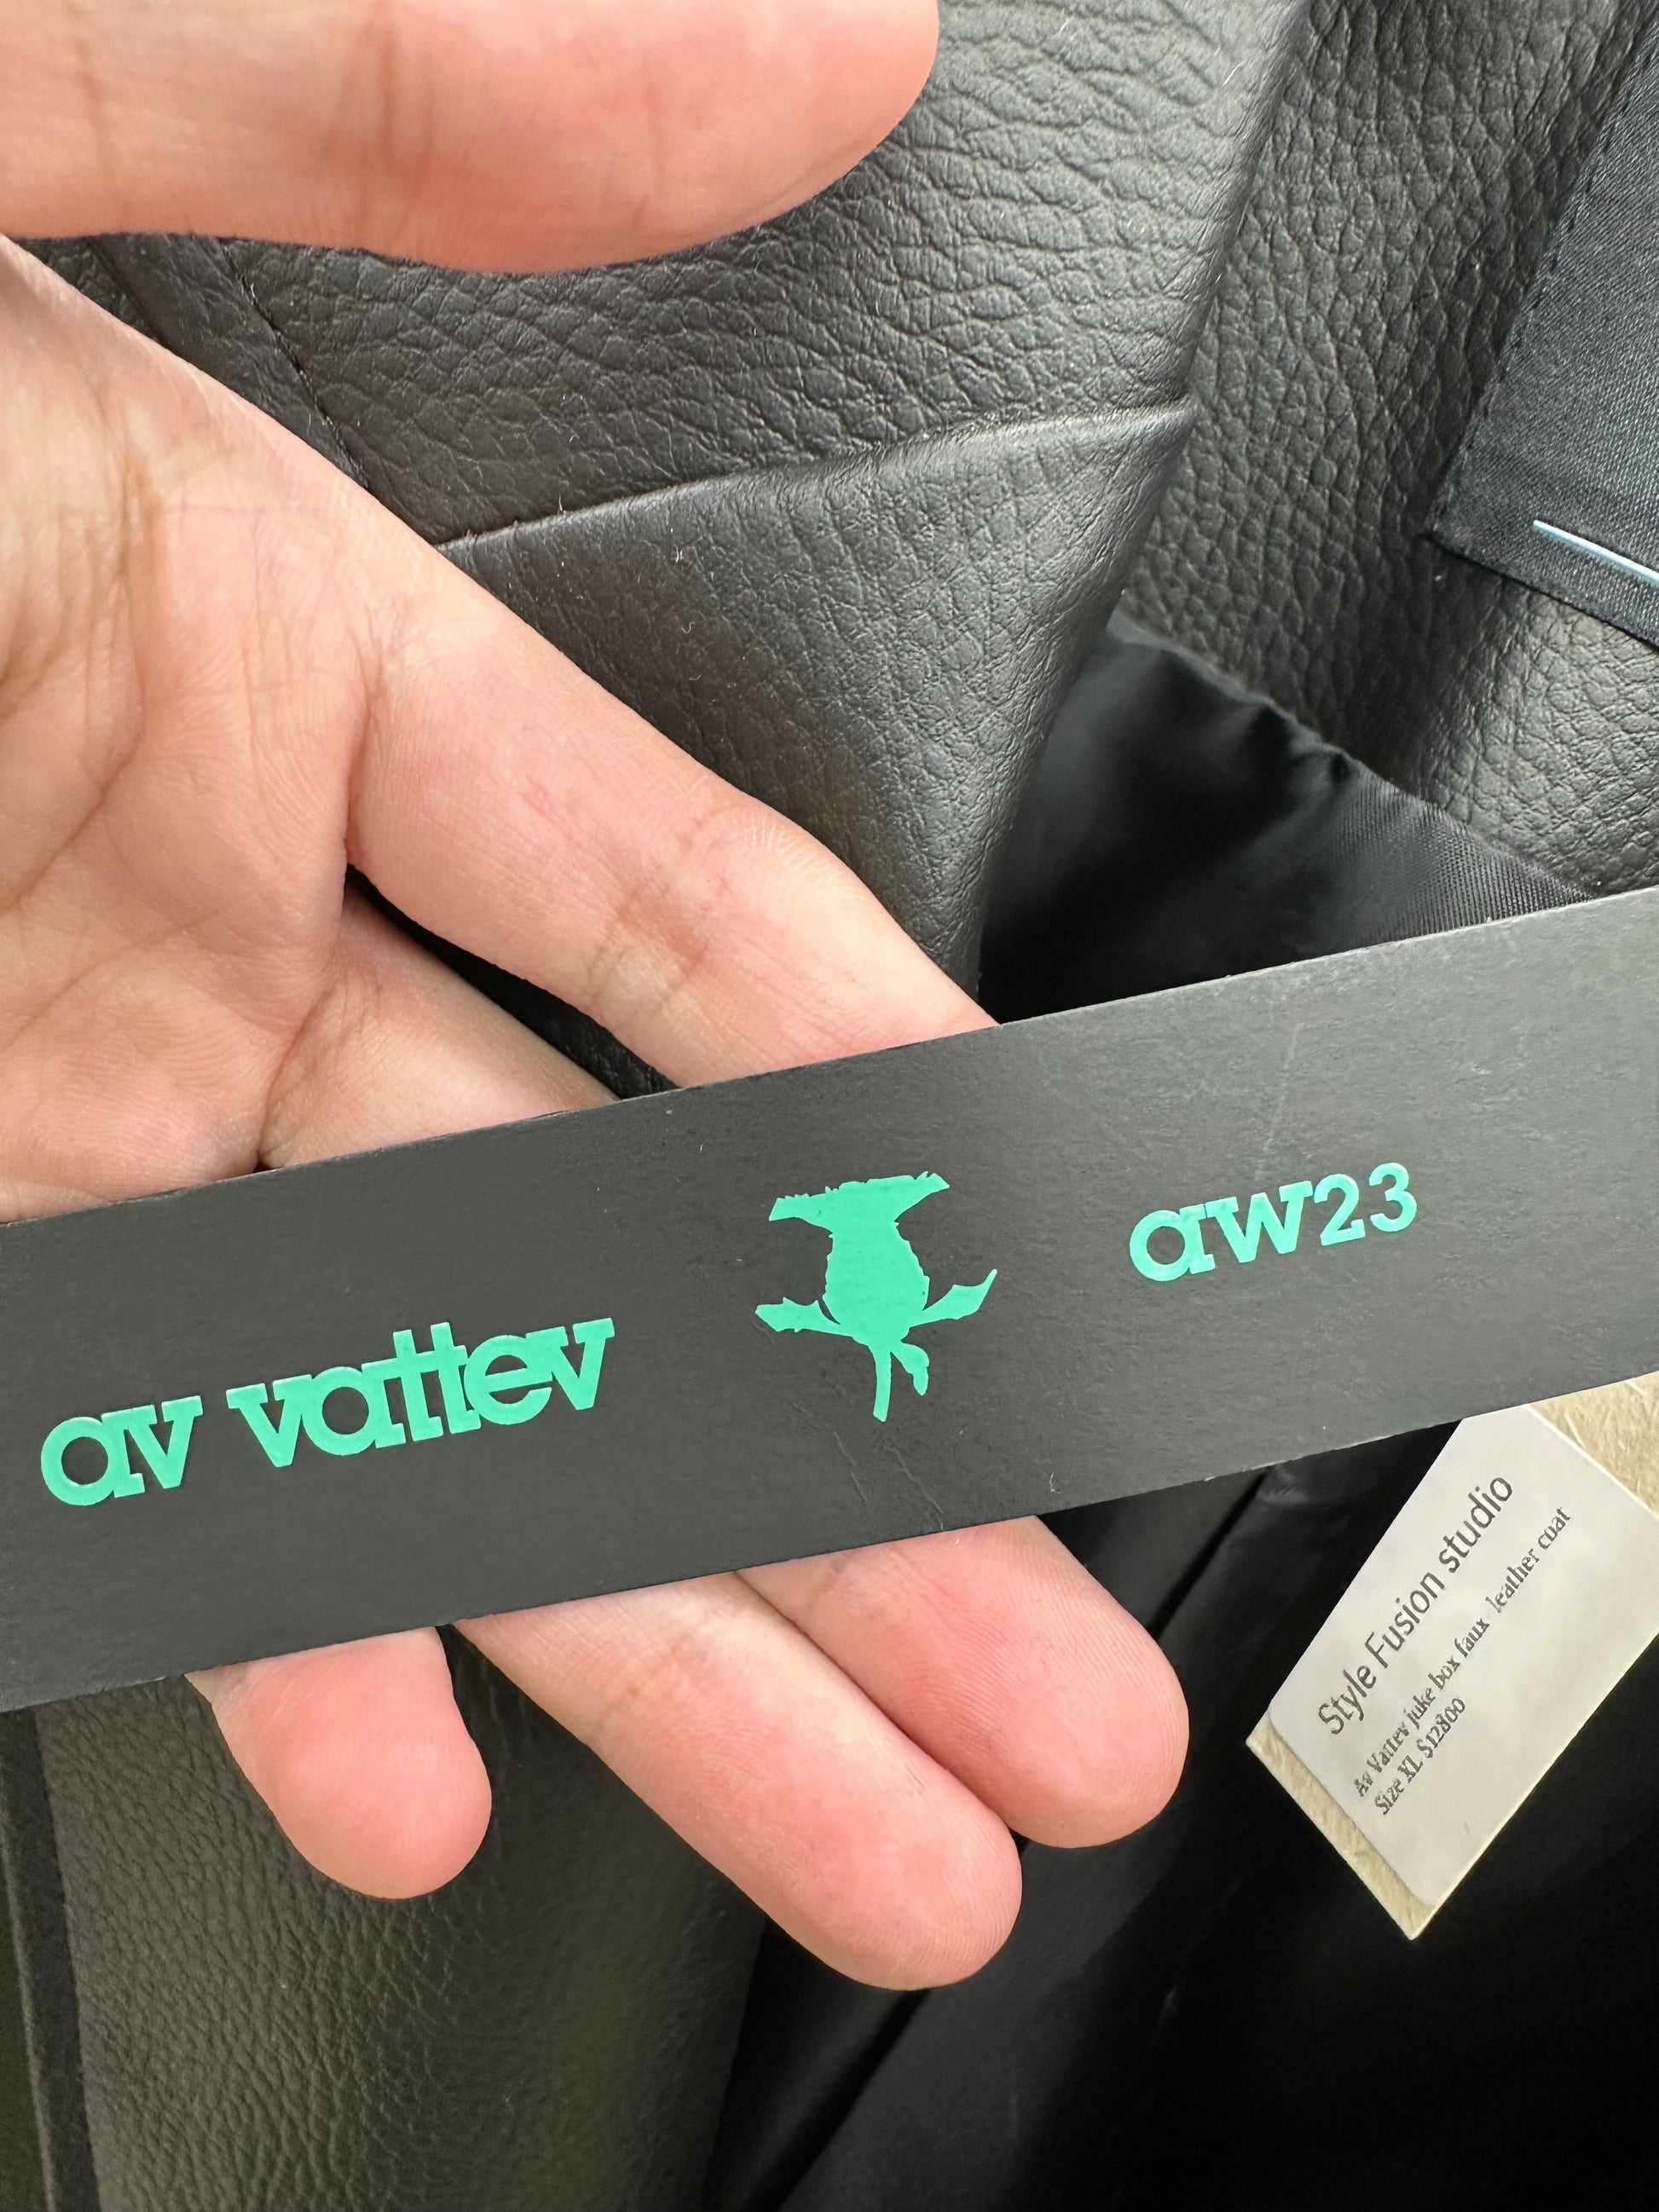 av vattev
aw23
Style Fusion studio
Av Vattev juke box faux leather coat
Size XL $12800